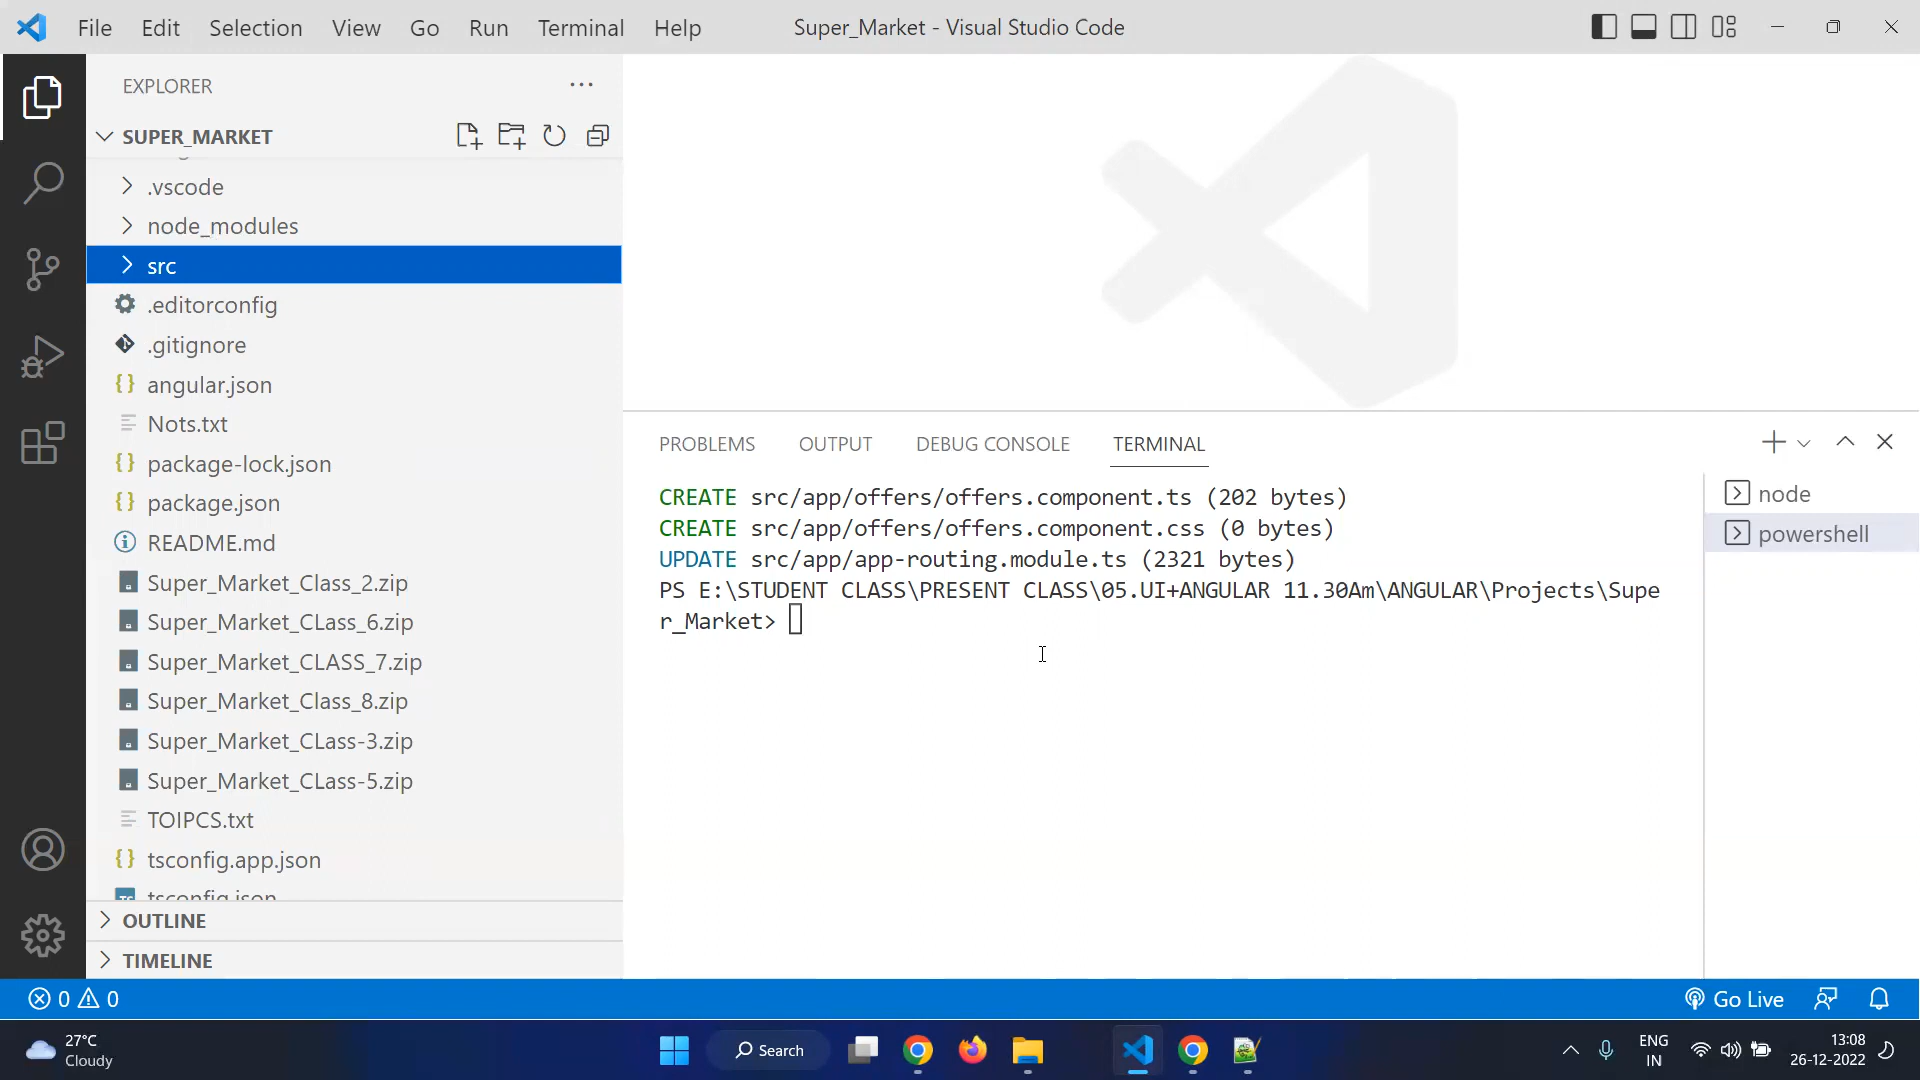 File Edit Selection View Go Run Terminal Help
Super_Market - Visual Studio Code
EXPLORER
SUPER_MARKET
.vscode
node_modules
src
.editorconfig
.gitignore
angular.json
Nots.txt
package-lock.json
package.json
README.md
Super_Market_Class_2.zip
Super_Market_CLass_6.zip
Super_Market_CLASS_7.zip
Super_Market_Class_8.zip
Super_Market_CLass-3.zip
Super_Market_CLass-5.zip
TOIPCS.txt
tsconfig.app.json
tsconfig.json
OUTLINE
TIMELINE
PROBLEMS OUTPUT DEBUG CONSOLE TERMINAL
CREATE src/app/offers/offers.component.ts (202 bytes)
CREATE src/app/offers/offers.component.css (0 bytes)
UPDATE src/app/app-routing.module.ts (2321 bytes)
PS E:\STUDENT CLASS\PRESENT CLASS\05.UI+ANGULAR 11.30Am\ANGULAR\Projects\Supe
r_Market>
node
powershell
0 0
Go Live
27°C
Cloudy
Search
ENG
IN
13:08
26-12-2022